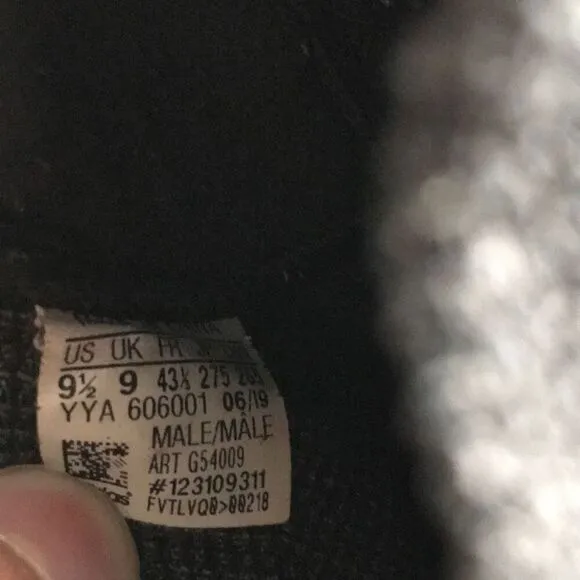 US UK FR
9½ 9 43⅓ 275
YYA 606001 06/19
MALE/MÂLE
ART G54009
#123109311
FVTLVQ0>00218